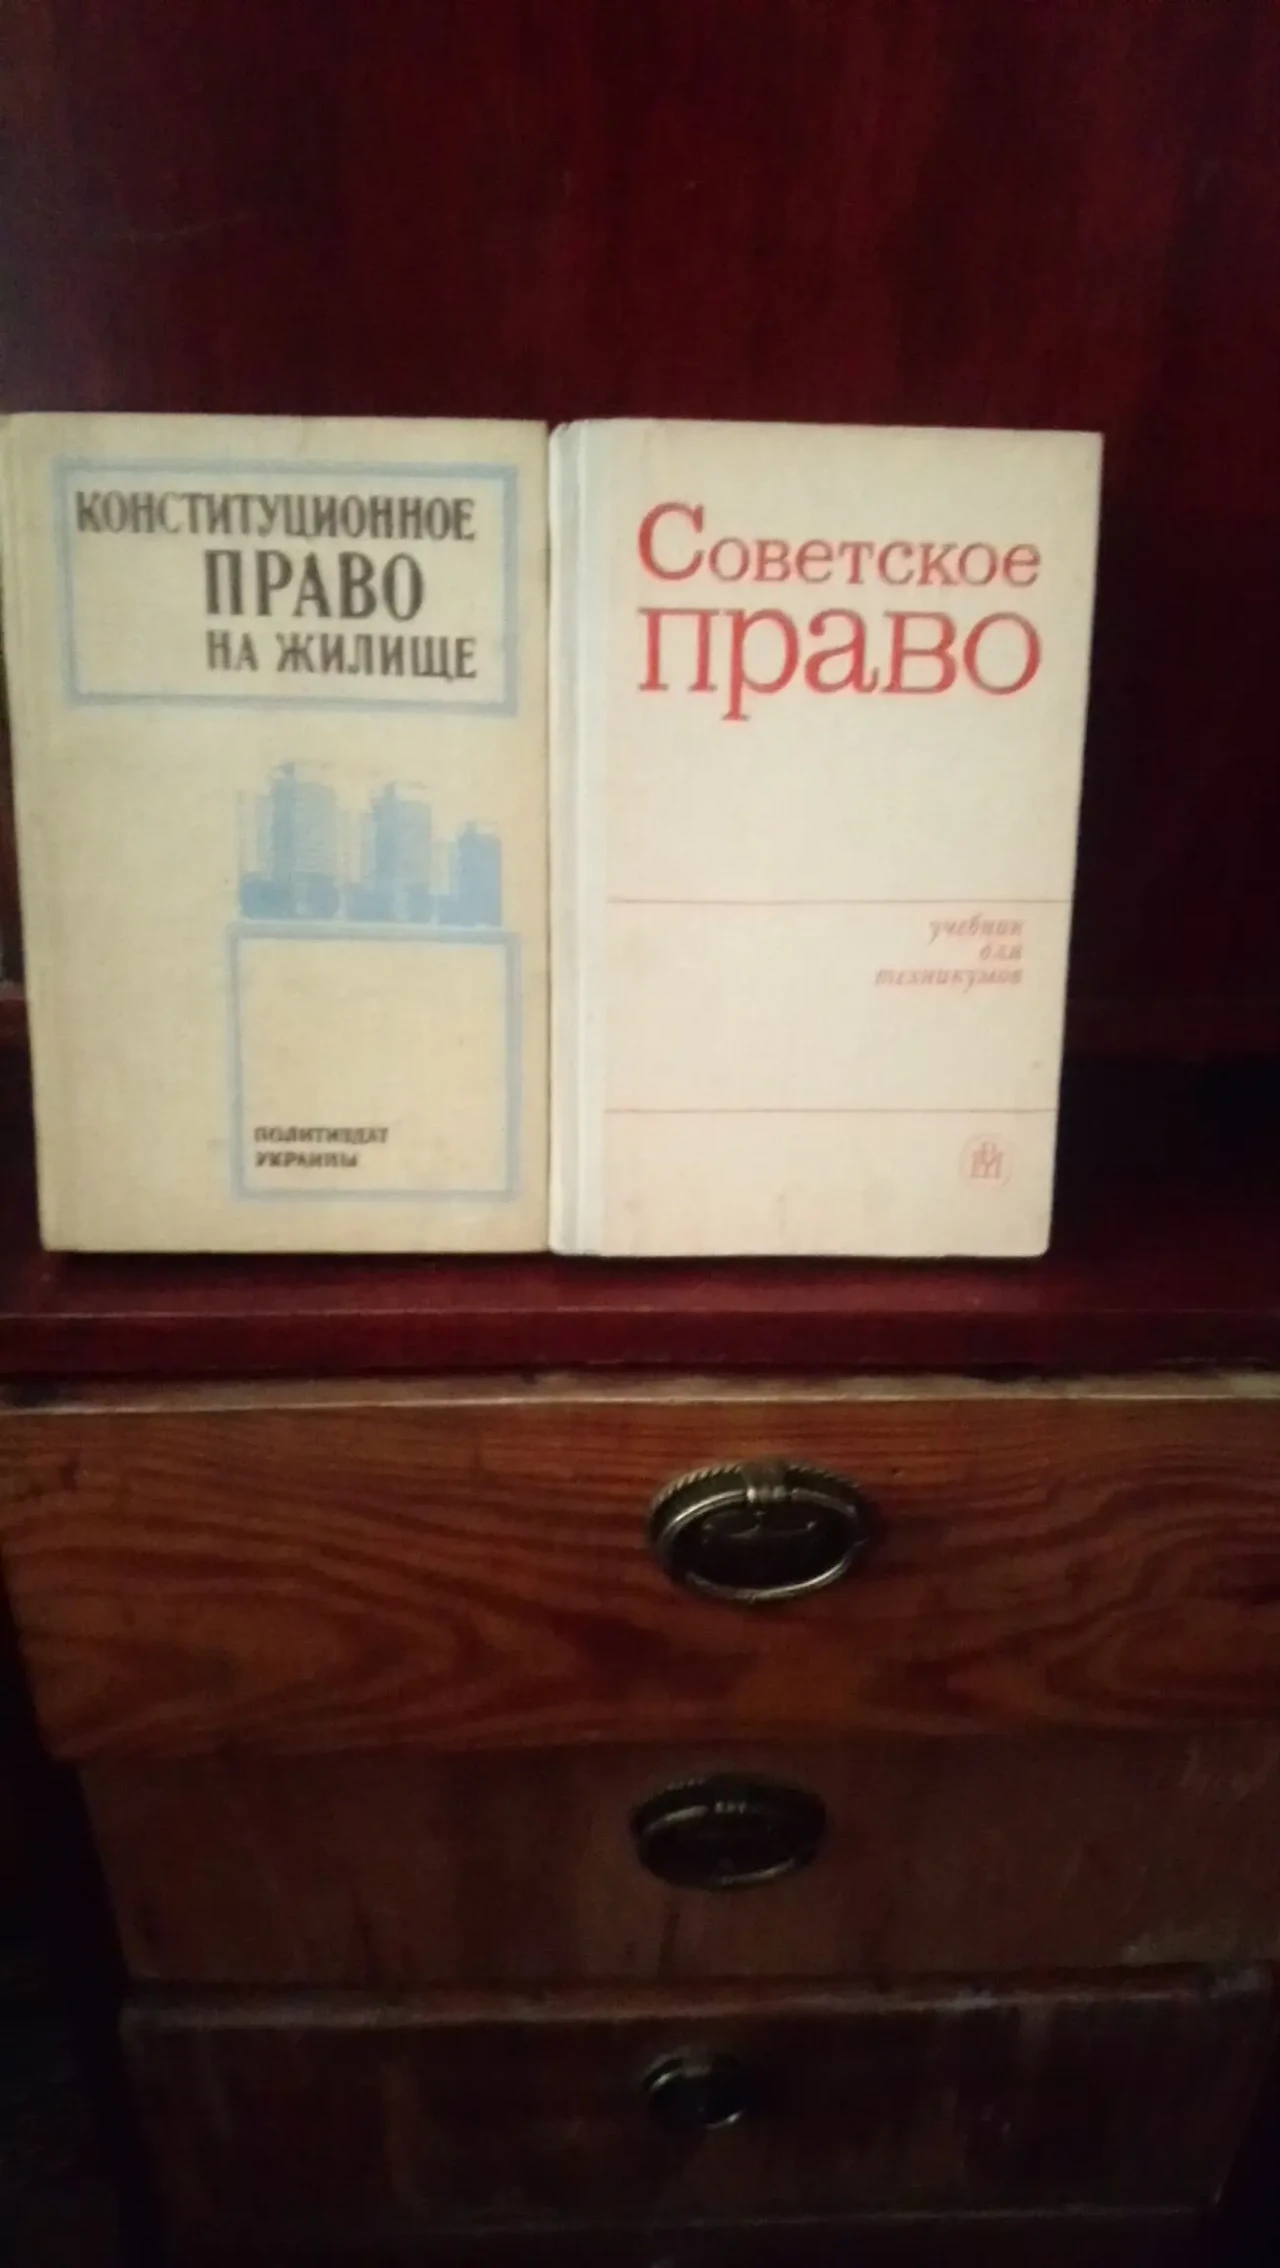 КОНСТИТУЦИОННОЕ
ПРАВО
НА ЖИЛИЩЕ
ПОЛИТИЗДАТ
УКРАИНЫ
Советское
право
учебник
для
техникумов